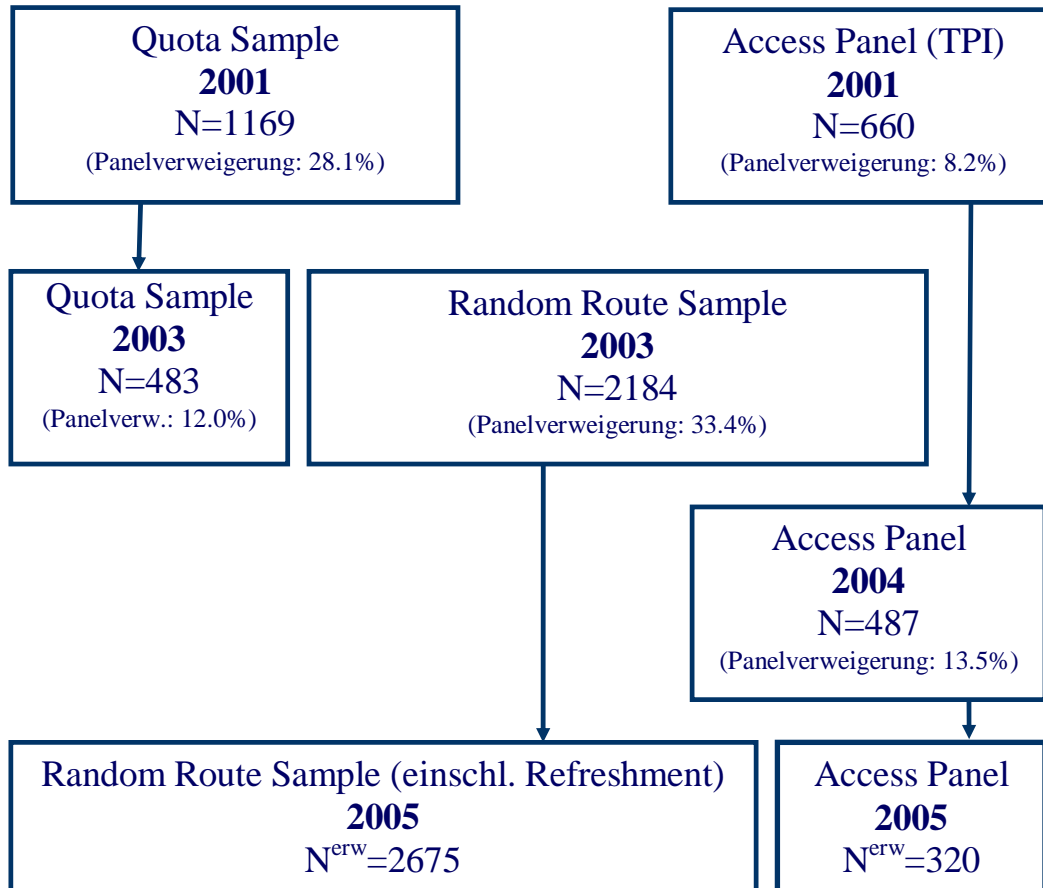 Quota Sample
2001
N=1169
(Panelverweigerung: 28.1%)
Access Panel (TPI)
2001
N=660
(Panelverweigerung: 8.2%)
Quota Sample
2003
N=483
(Panelverw.: 12.0%)
Random Route Sample
2003
N=2184
(Panelverweigerung: 33.4%)
Access Panel
2004
N=487
(Panelverweigerung: 13.5%)
Random Route Sample (einschl. Refreshment)
2005
N^erw=2675
Access Panel
2005
N^erw=320